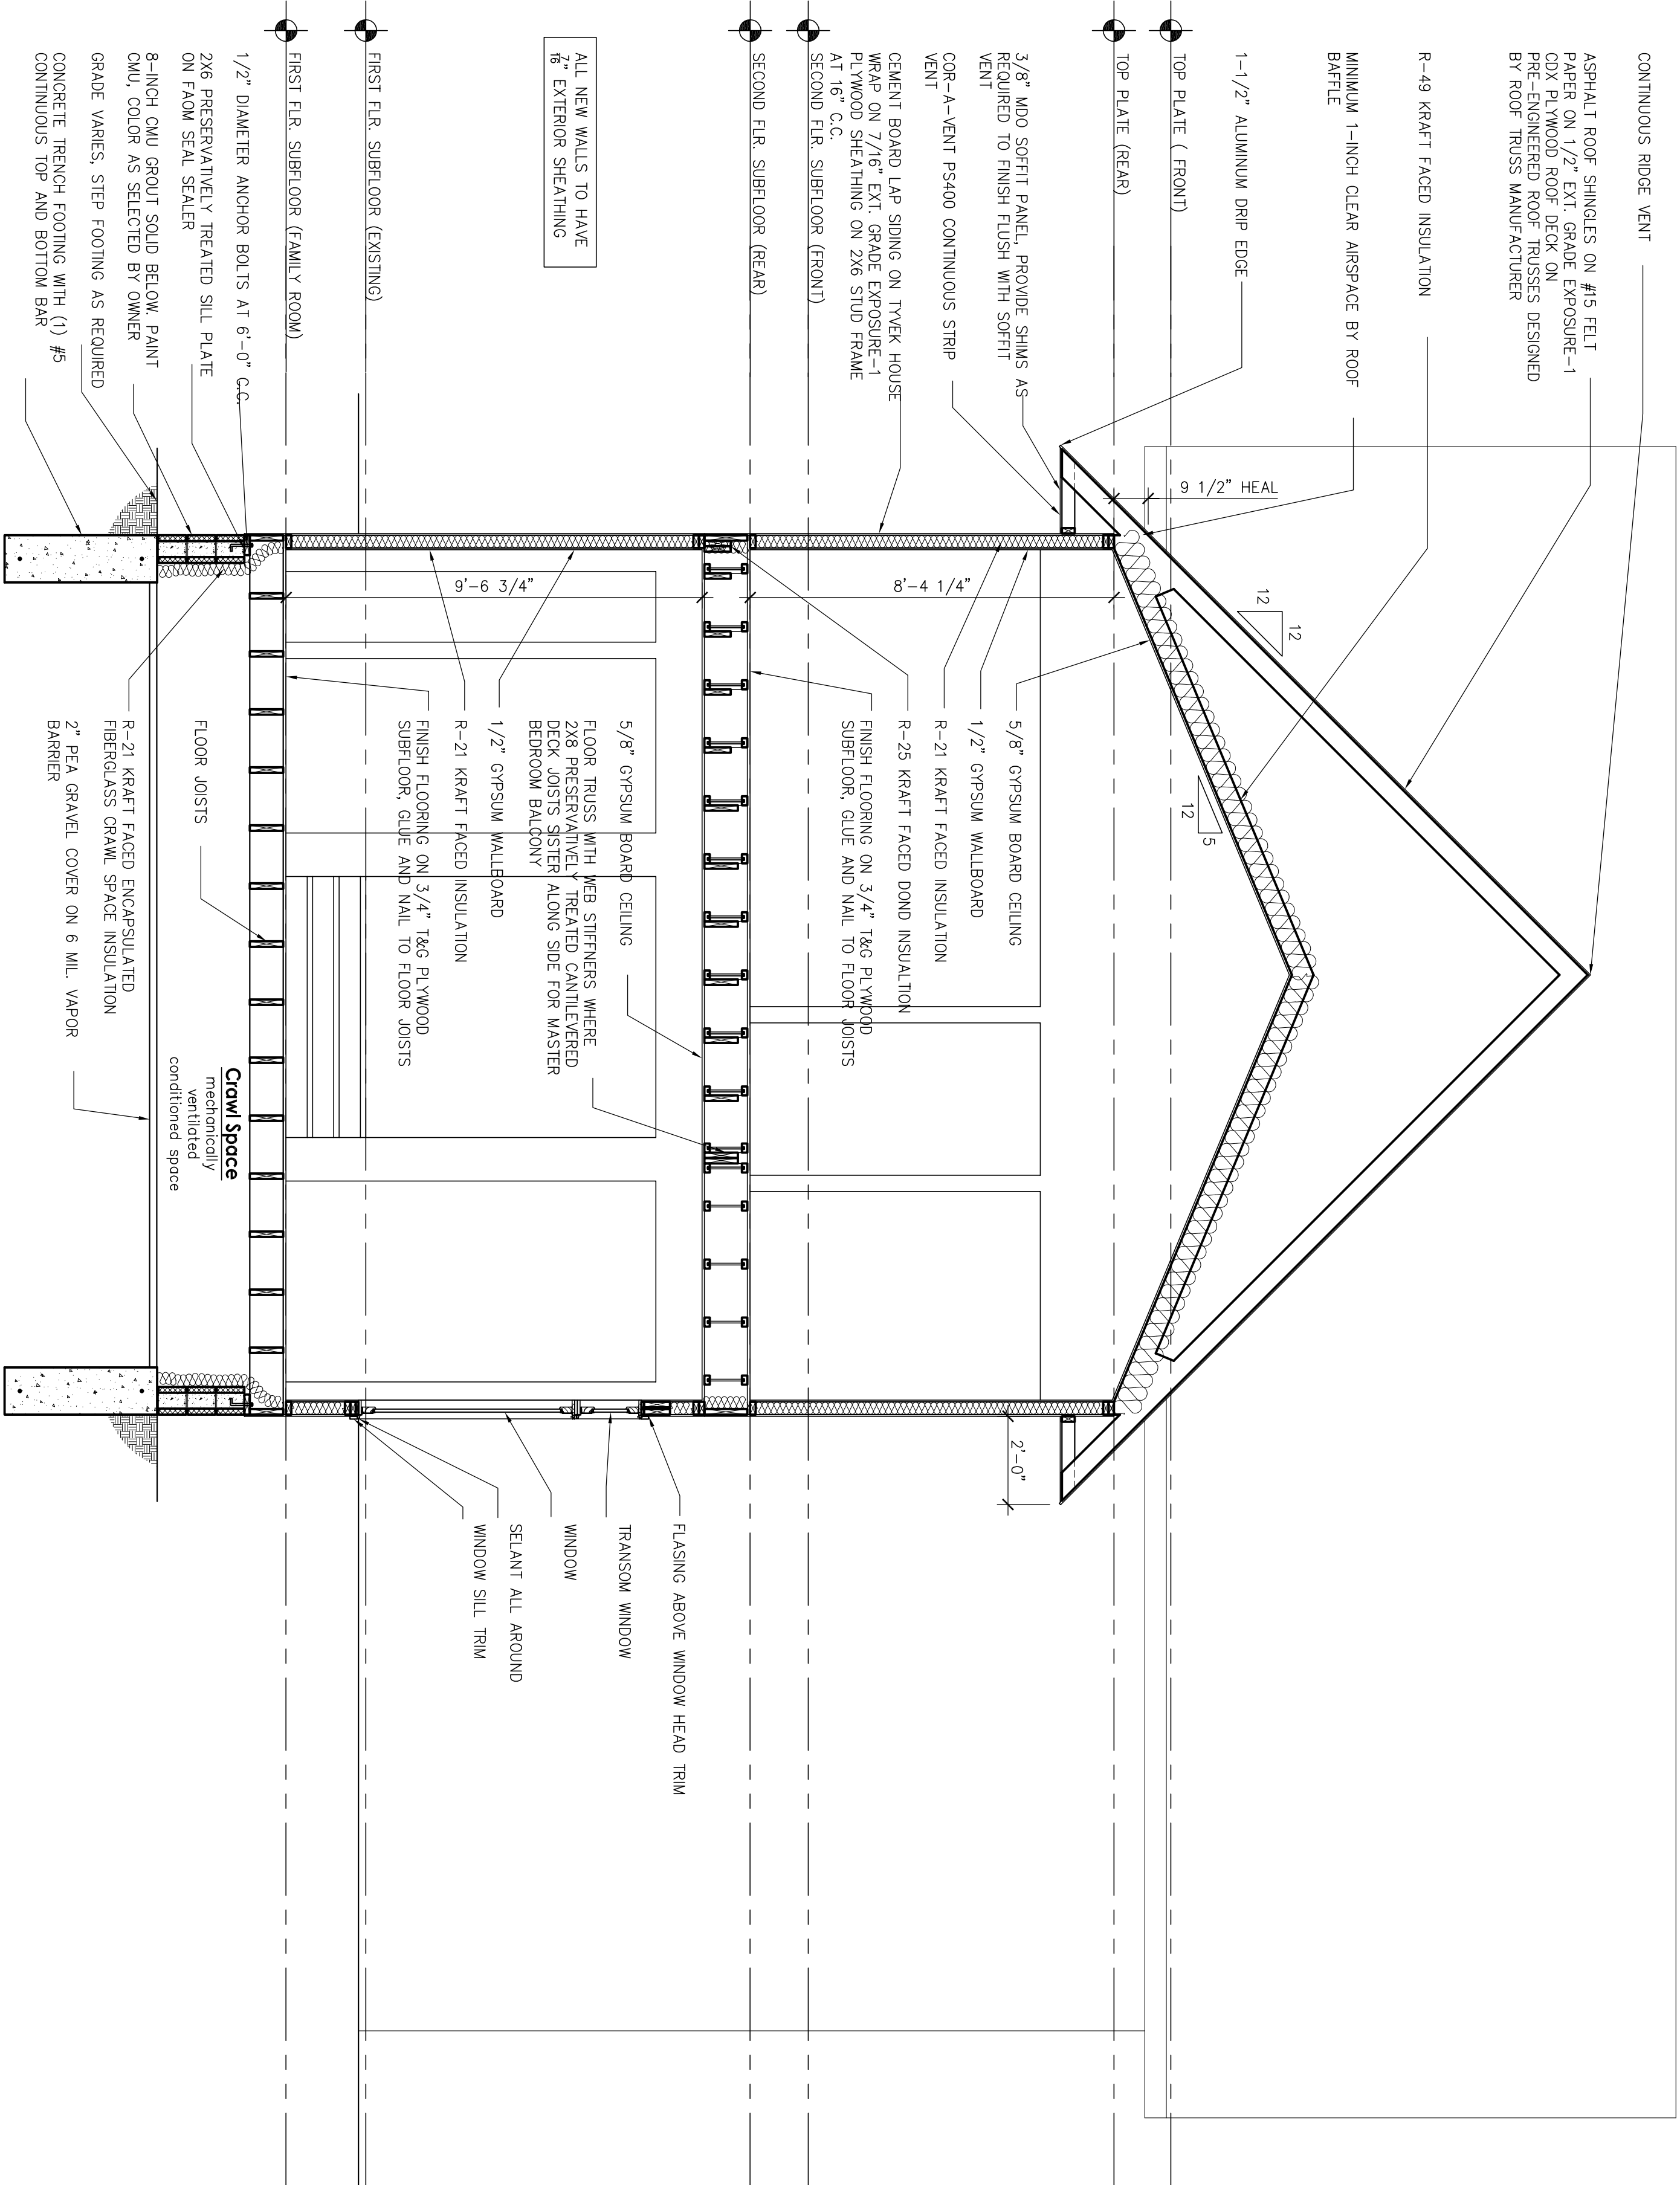 CONTINUOUS RIDGE VENT
ASPHALT ROOF SHINGLES ON #15 FELT
PAPER ON 1/2" EXT. GRADE EXPOSURE-1
CDX PLYWOOD ROOF DECK ON
PRE-ENGINEERED ROOF TRUSSES DESIGNED
BY ROOF TRUSS MANUFACTURER
R-49 KRAFT FACED INSULATION
MINIMUM 1-INCH CLEAR AIRSPACE BY ROOF
BAFFLE
1-1/2" ALUMINIUM DRIP EDGE
TOP PLATE ( FRONT)
TOP PLATE (REAR)
3/8" MDO SOFFIT PANEL, PROVIDE SHIMS AS
REQUIRED TO FINISH FLUSH WITH SOFFIT
VENT
COR-A-VENT PS400 CONTINUOUS STRIP
VENT
CEMENT BOARD LAP SIDING ON TYVEK HOUSE
WRAP ON 7/16" EXT. GRADE EXPOSURE-1
PLYWOOD SHEATHING ON 2X6 STUD FRAME
AT 16" C.C.
SECOND FLR. SUBFLOOR (FRONT)
SECOND FLR. SUBFLOOR (REAR)
ALL NEW WALLS TO HAVE
7/16" EXTERIOR SHEATHING
FIRST FLR. SUBFLOOR (EXISTING)
FIRST FLR. SUBFLOOR (FAMILY ROOM)
1/2" DIAMETER ANCHOR BOLTS AT 6'-0" C.C.
2X6 PRESERVATIVELY TREATED SILL PLATE
ON FAOM SEAL SEALER
8-INCH CMU GROUT SOLID BELOW. PAINT
CMU, COLOR AS SELECTED BY OWNER
GRADE VARIES, STEP FOOTING AS REQUIRED
CONCRETE TRENCH FOOTING WITH (1) #5
CONTINUOUS TOP AND BOTTOM BAR
9 1/2" HEAL
12
12
5
12
8'-4 1/4"
9'-6 3/4"
5/8" GYPSUM BOARD CEILING
1/2" GYPSUM WALLBOARD
R-21 KRAFT FACED INSULATION
R-25 KRAFT FACED DOND INSUALTION
FINISH FLOORING ON 3/4" T&G PLYWOOD
SUBFLOOR, GLUE AND NAIL TO FLOOR JOISTS
5/8" GYPSUM BOARD CEILING
FLOOR TRUSS WITH WEB STIFFNERS WHERE
2X8 PRESERVATIVELY TREATED CANTILEVERED
DECK JOISTS SISTER ALONG SIDE FOR MASTER
BEDROOM BALCONY
1/2" GYPSUM WALLBOARD
R-21 KRAFT FACED INSULATION
FINISH FLOORING ON 3/4" T&G PLYWOOD
SUBFLOOR, GLUE AND NAIL TO FLOOR JOISTS
FLOOR JOISTS
R-21 KRAFT FACED ENCAPSULATED
FIBERGLASS CRAWL SPACE INSULATION
2" PEA GRAVEL COVER ON 6 MIL. VAPOR
BARRIER
Crawl Space
mechanically
ventilated
conditioned space
2'-0"
FLASING ABOVE WINDOW HEAD TRIM
TRANSOM WINDOW
WINDOW
SELANT ALL AROUND
WINDOW SILL TRIM